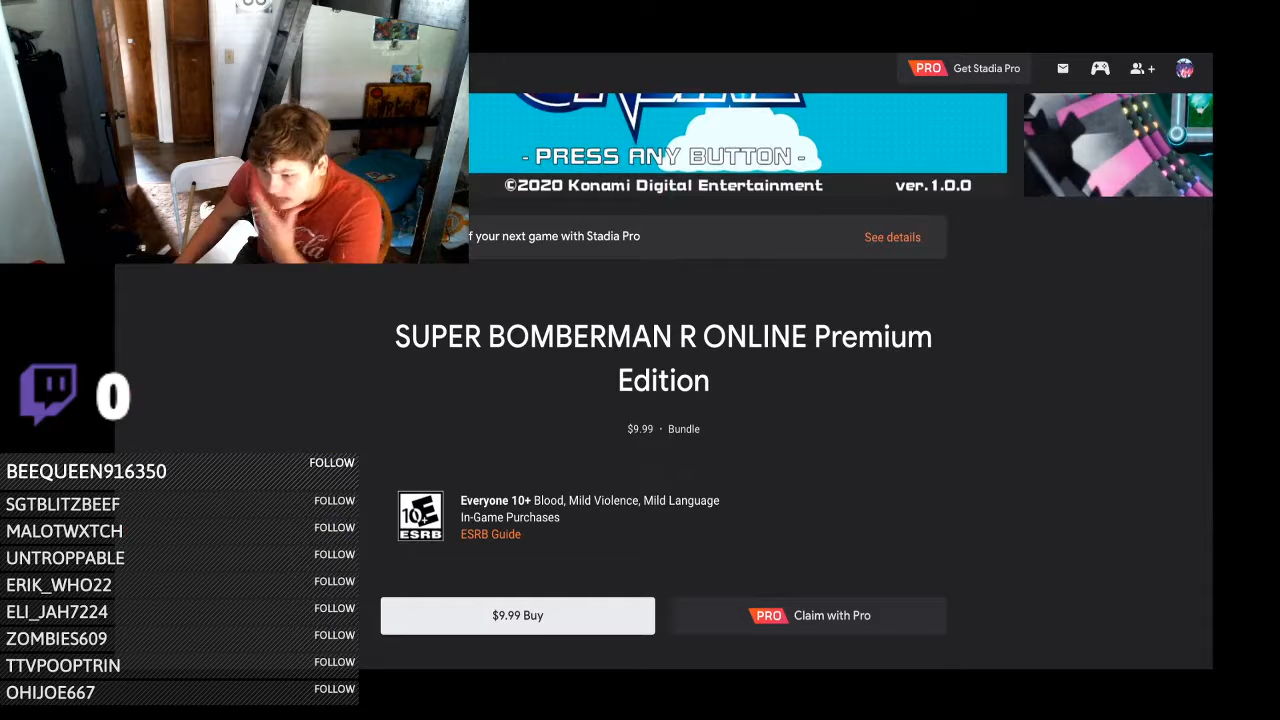 PRO Get Stadia Pro
- PRESS ANY BUTTON -
©2020 Konami Digital Entertainment ver.1.0.0
f your next game with Stadia Pro See details
SUPER BOMBERMAN R ONLINE Premium
Edition
$9.99 · Bundle
0
BEEQUEEN916350 FOLLOW
SGTBLITZBEEF FOLLOW
MALOTWXTCH FOLLOW
UNTROPPABLE FOLLOW
ERIK_WHO22 FOLLOW
ELI_JAH7224 FOLLOW
ZOMBIES609 FOLLOW
TTVPOOPTRIN FOLLOW
OHIJOE667 FOLLOW
E 10+
ESRB
Everyone 10+ Blood, Mild Violence, Mild Language
In-Game Purchases
ESRB Guide
$9.99 Buy
PRO Claim with Pro